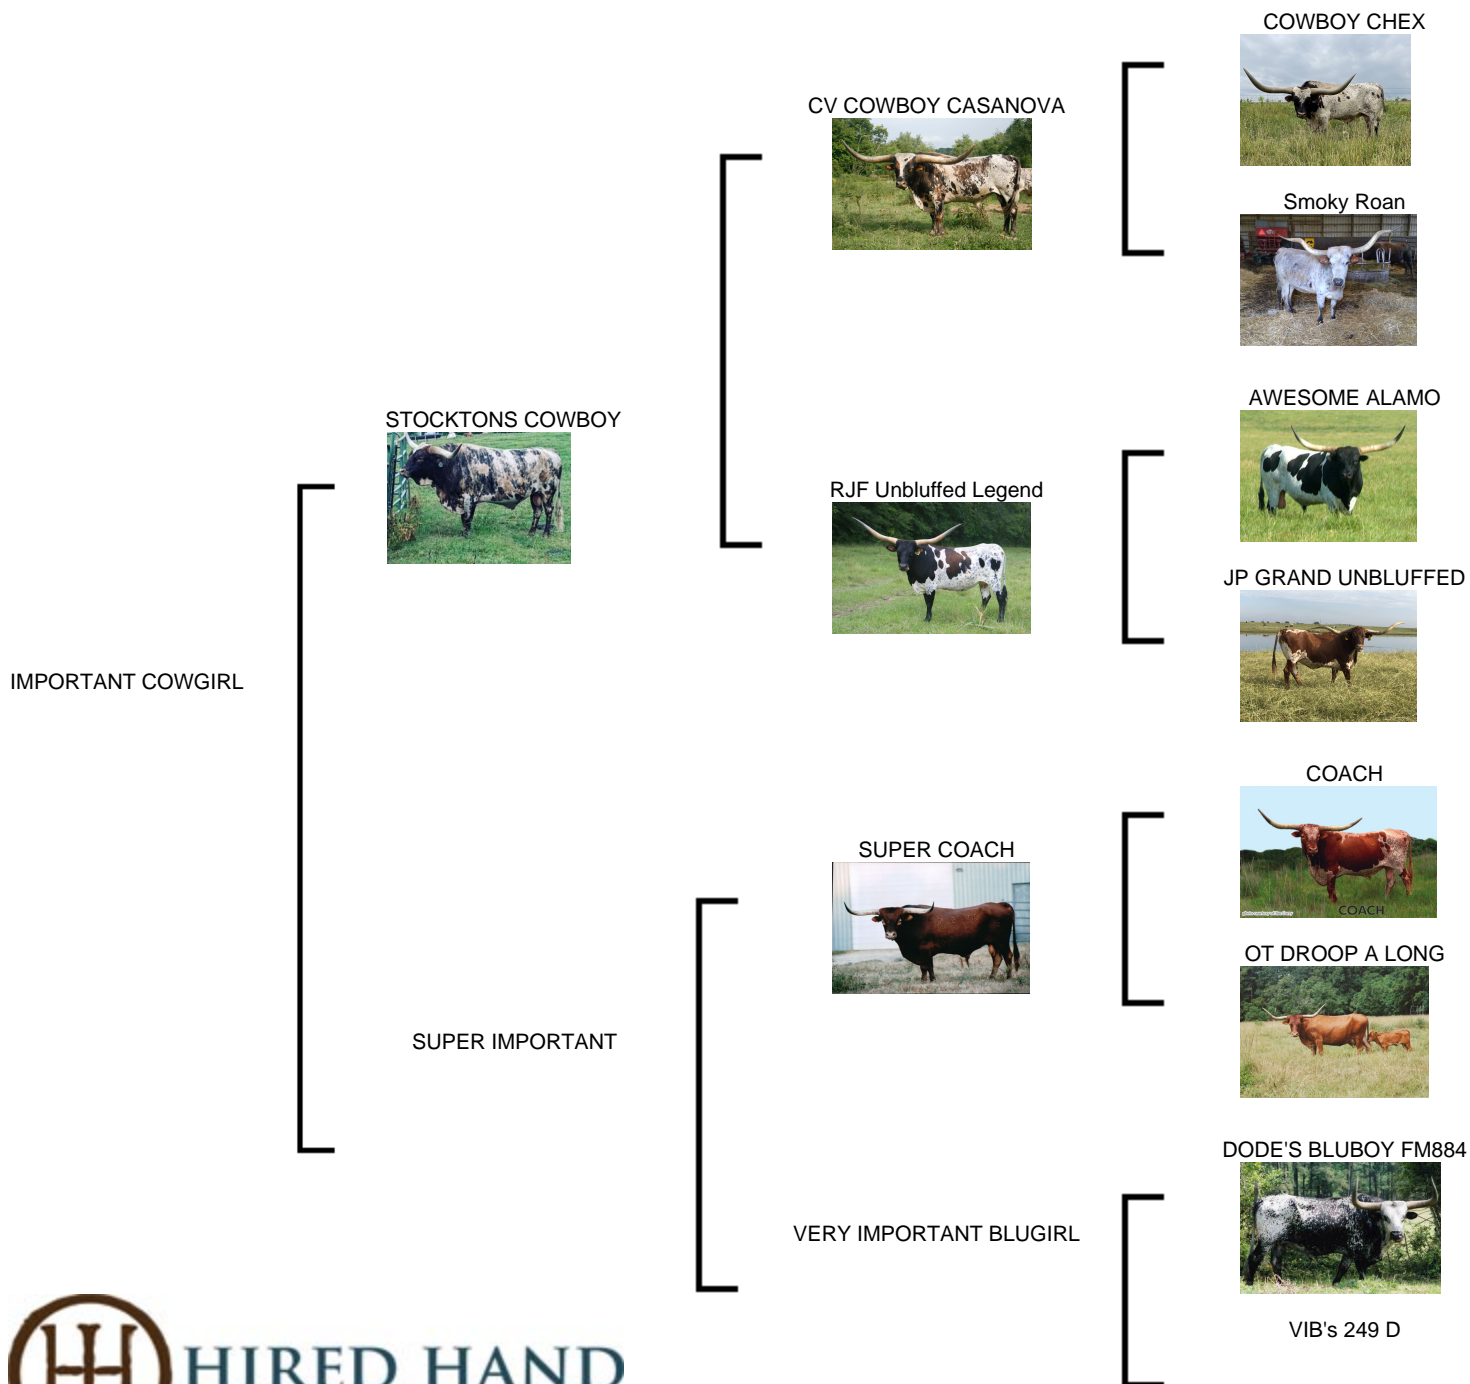 COWBOY CHEX
CV COWBOY CASANOVA
Smoky Roan
AWESOME ALAMO
STOCKTONS COWBOY
RJF Unbluffed Legend
JP GRAND UNBLUFFED
IMPORTANT COWGIRL
COACH
SUPER COACH
COACH
OT DROOP A LONG
SUPER IMPORTANT
DODE'S BLUBOY FM884
VERY IMPORTANT BLUGIRL
VIB's 249 D
HIRED HAND